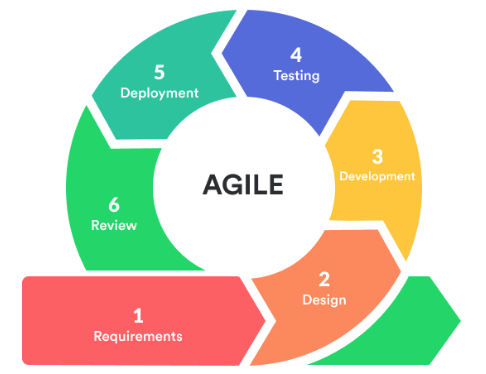 AGILE
1
Requirements
2
Design
3
Development
4
Testing
5
Deployment
6
Review